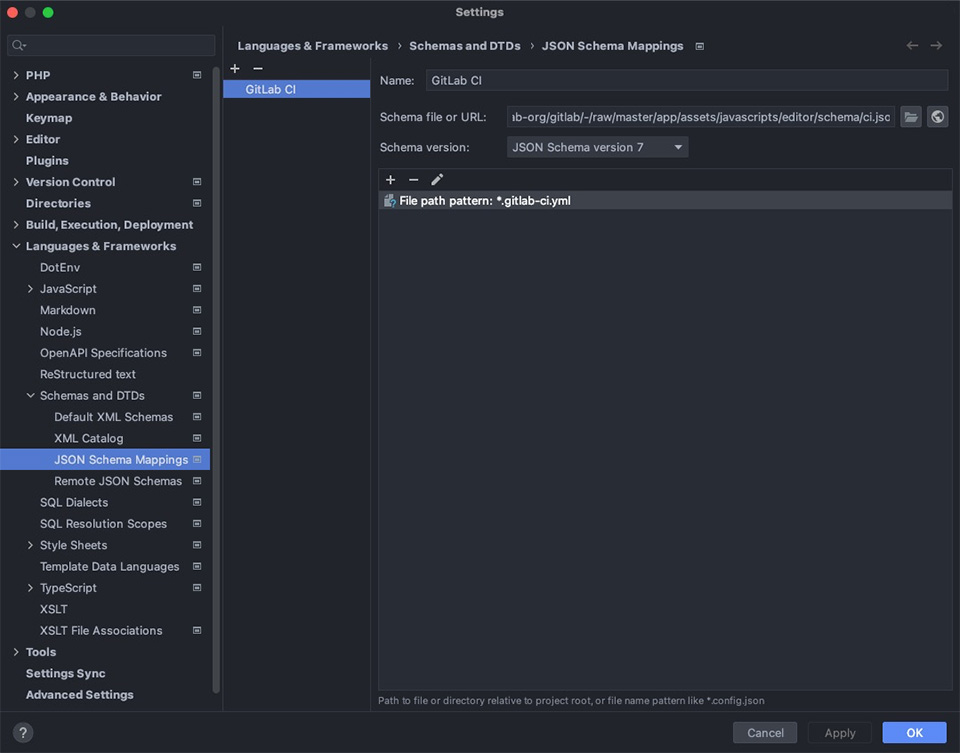 Settings
Languages & Frameworks › Schemas and DTDs › JSON Schema Mappings
PHP
Appearance & Behavior
Keymap
Editor
Plugins
Version Control
Directories
Build, Execution, Deployment
Languages & Frameworks
DotEnv
JavaScript
Markdown
Node.js
OpenAPI Specifications
ReStructured text
Schemas and DTDs
Default XML Schemas
XML Catalog
JSON Schema Mappings
Remote JSON Schemas
SQL Dialects
SQL Resolution Scopes
Style Sheets
Template Data Languages
TypeScript
XSLT
XSLT File Associations
Tools
Settings Sync
Advanced Settings
GitLab CI
Name: GitLab CI
Schema file or URL: ab-org/gitlab/-/raw/master/app/assets/javascripts/editor/schema/ci.jsc
Schema version: JSON Schema version 7
File path pattern: *.gitlab-ci.yml
Path to file or directory relative to project root, or file name pattern like *.config.json
?
Cancel
Apply
OK